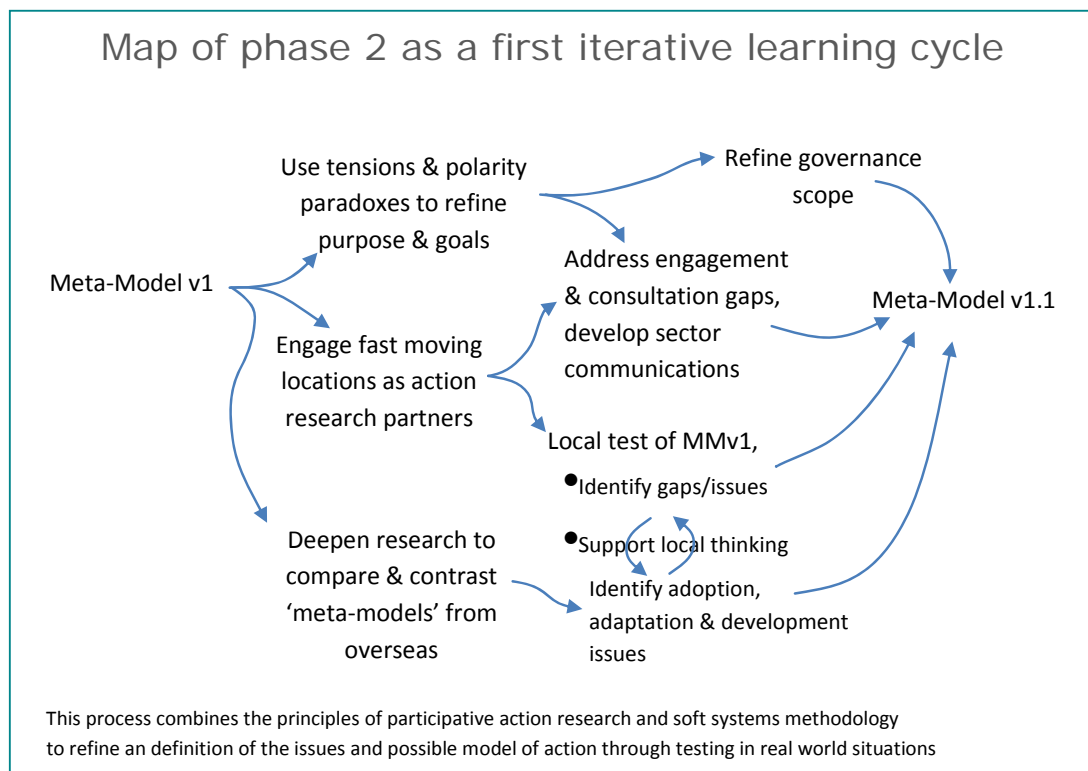 Map of phase 2 as a first iterative learning cycle
Use tensions & polarity
paradoxes to refine
purpose & goals
Refine governance
scope
Meta-Model v1
Address engagement
& consultation gaps,
develop sector
communications
Meta-Model v1.1
Engage fast moving
locations as action
research partners
Local test of MMv1,
•Identify gaps/issues
•Support local thinking
Deepen research to
compare & contrast
‘meta-models’ from
overseas
Identify adoption,
adaptation & development
issues
This process combines the principles of participative action research and soft systems methodology
to refine an definition of the issues and possible model of action through testing in real world situations